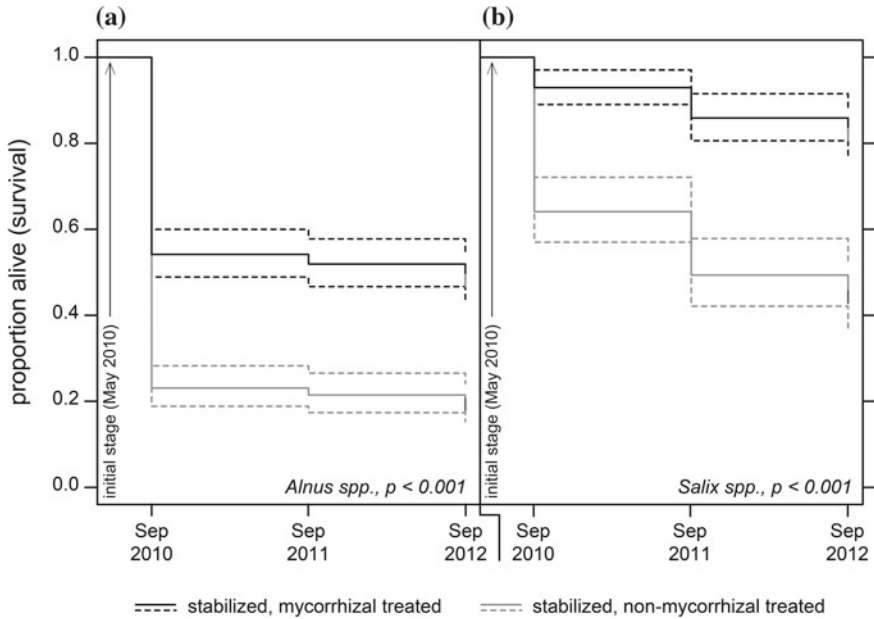 (a)
(b)
proportion alive (survival)
1.0
0.8
0.6
0.4
0.2
0.0
initial stage (May 2010)
initial stage (May 2010)
Alnus spp., p < 0.001
Salix spp., p < 0.001
Sep
2010
Sep
2011
Sep
2012
Sep
2010
Sep
2011
Sep
2012
stabilized, mycorrhizal treated
stabilized, non-mycorrhizal treated